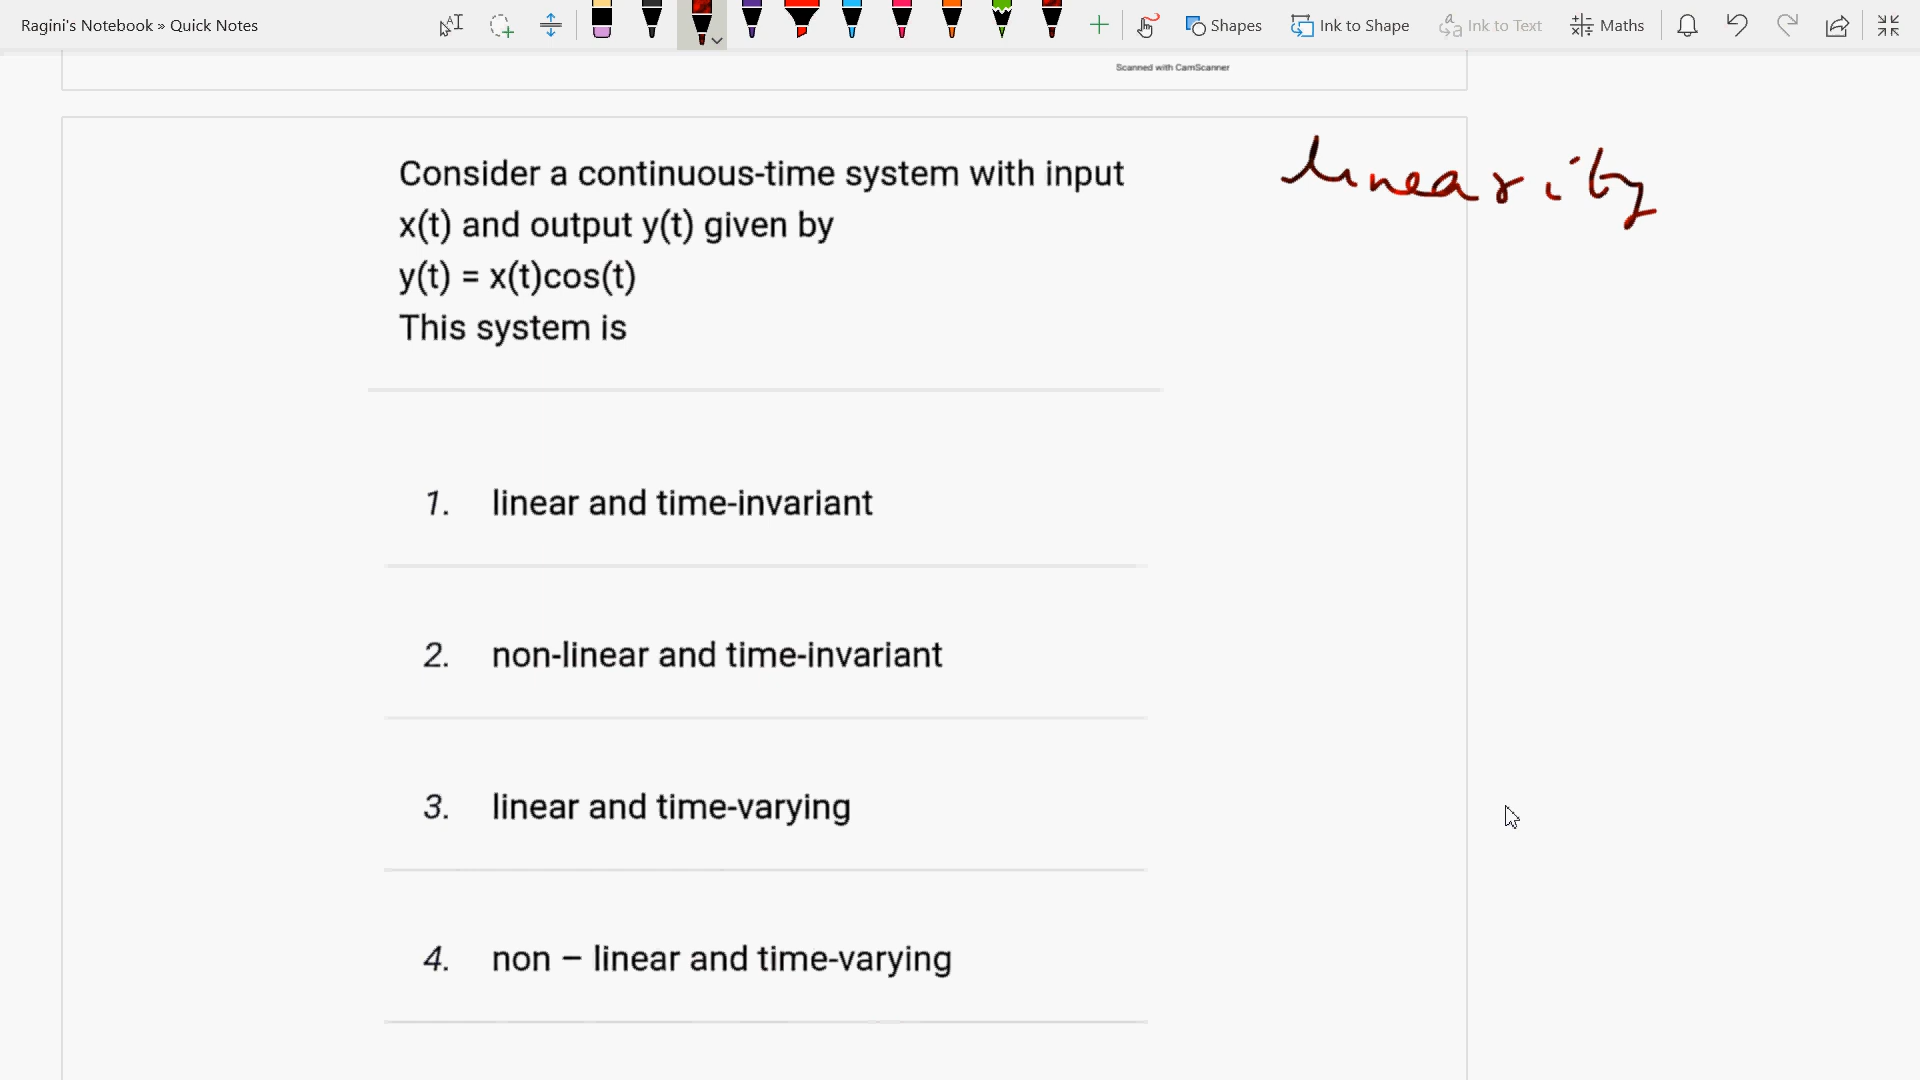 Ragini's Notebook » Quick Notes
Shapes
Ink to Shape
Ink to Text
Maths
Scanned with CamScanner
linearity
Consider a continuous-time system with input
x(t) and output y(t) given by
y(t) = x(t)cos(t)
This system is
1. linear and time-invariant
2. non-linear and time-invariant
3. linear and time-varying
4. non – linear and time-varying